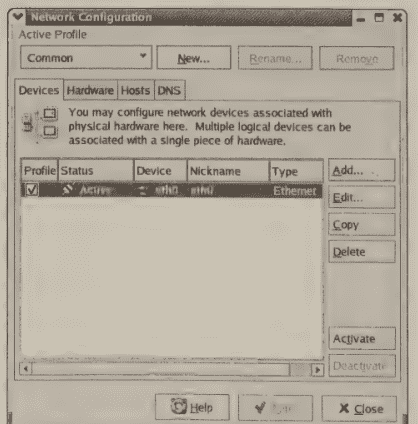 Network Configuration
Active Profile
Common New... Rename... Remove
Devices Hardware Hosts DNS
You may configure network devices associated with
physical hardware here. Multiple logical devices can be
associated with a single piece of hardware.
Profile Status Device Nickname Type
Active eth0 eth0 Ethernet
Add...
Edit...
Copy
Delete
Activate
Deactivate
Help Close